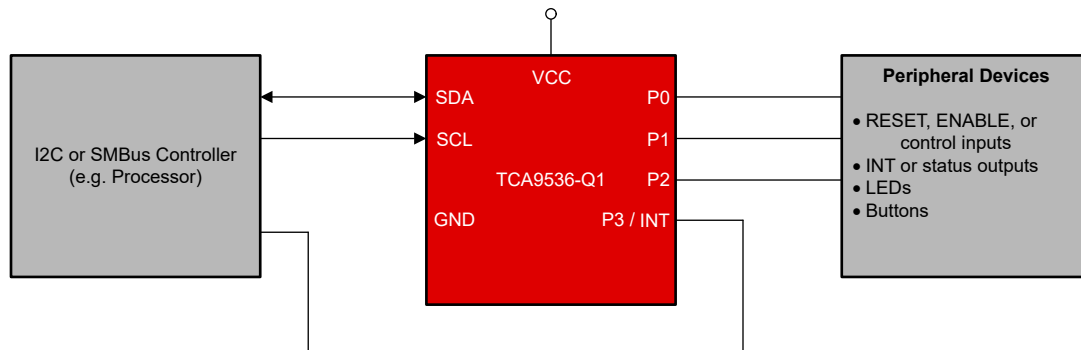 I2C or SMBus Controller
(e.g. Processor)
VCC
SDA
SCL
TCA9536-Q1
GND
P0
P1
P2
P3 / INT
Peripheral Devices
• RESET, ENABLE, or
control inputs
• INT or status outputs
• LEDs
• Buttons